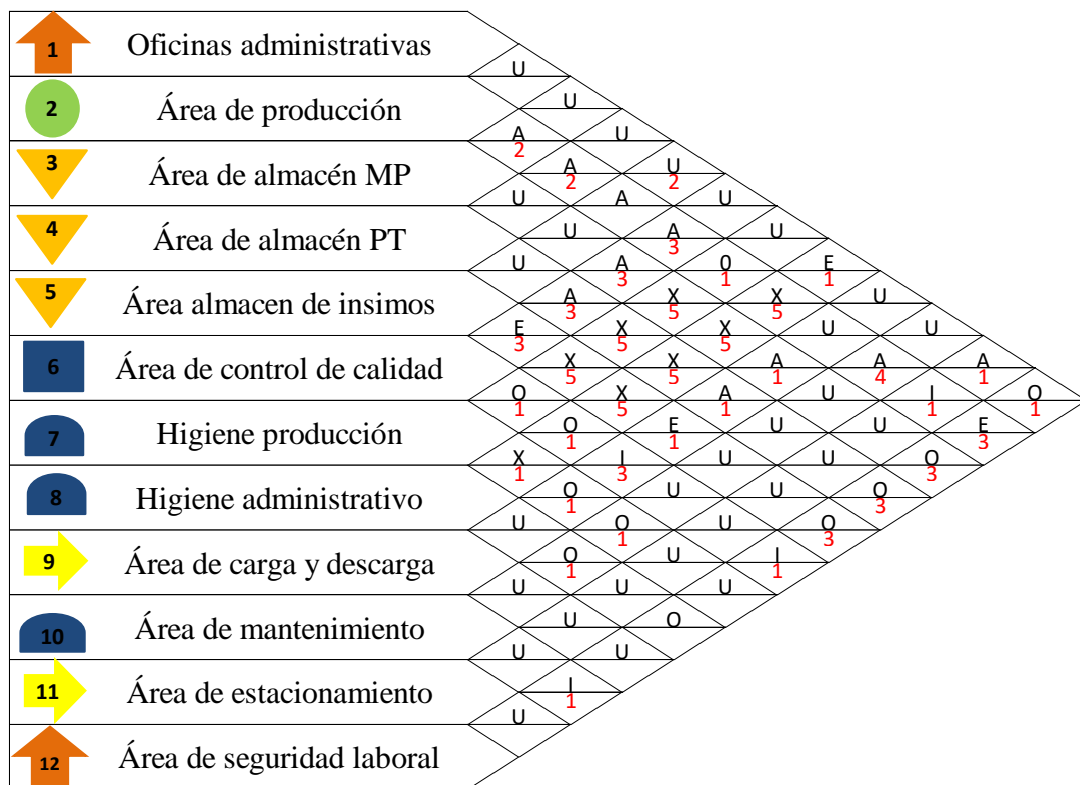 1 Oficinas administrativas
U
2 Área de producción U
A U
2
3 Área de almacén MP A U
2 2
U A U
4 Área de almacén PT U A U
3
U A 0 E
3 1 1
5 Área almacen de insimos A X X U
3 5 5
E X X U U
3 5 5
6 Área de control de calidad X X A A A
5 5 1 4 1
O X A U I O
1 5 1 1 1
7 Higiene producción O E U U E
1 1 3
X I U U O
1 3 3
8 Higiene administrativo O U U O
1 3
U O U O
1 3
9 Área de carga y descarga O U I
1 1
U U U
10 Área de mantenimiento U O
U U
11 Área de estacionamiento I
1
U
12 Área de seguridad laboral